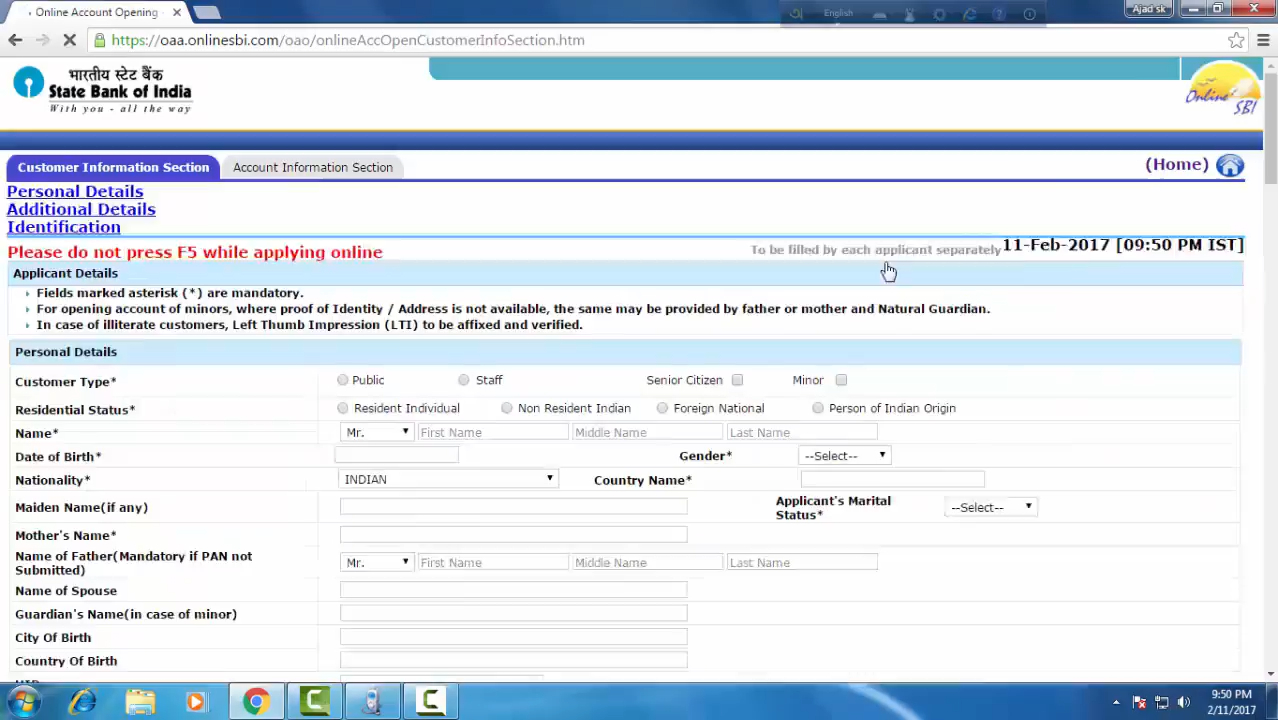 Online Account Opening -
English
Ajad sk
https://oaa.onlinesbi.com/oao/onlineAccOpenCustomerInfoSection.htm
भारतीय स्टेट बैंक
State Bank of India
With you - all the way
Online SBI
Customer Information Section Account Information Section (Home)
Personal Details
Additional Details
Identification
Please do not press F5 while applying online To be filled by each applicant separately 11-Feb-2017 [09:50 PM IST]
Applicant Details
Fields marked asterisk (*) are mandatory.
For opening account of minors, where proof of Identity / Address is not available, the same may be provided by father or mother and Natural Guardian.
In case of illiterate customers, Left Thumb Impression (LTI) to be affixed and verified.
Personal Details
Customer Type* Public Staff Senior Citizen Minor
Residential Status* Resident Individual Non Resident Indian Foreign National Person of Indian Origin
Name* Mr. First Name Middle Name Last Name
Date of Birth* Gender* --Select--
Nationality* INDIAN Country Name*
Maiden Name(if any) Applicant's Marital Status* --Select--
Mother's Name*
Name of Father(Mandatory if PAN not Submitted) Mr. First Name Middle Name Last Name
Name of Spouse
Guardian's Name(in case of minor)
City Of Birth
Country Of Birth
9:50 PM
2/11/2017